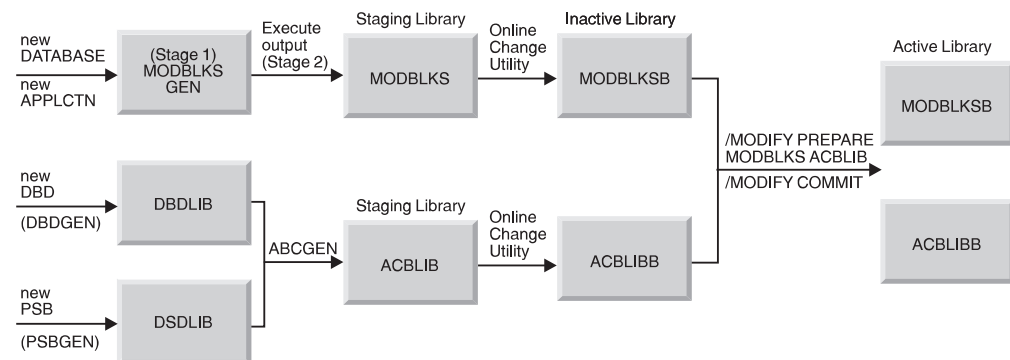 new
DATABASE
new
APPLCTN
(Stage 1)
MODBLKS
GEN
Execute
output
(Stage 2)
Staging Library
MODBLKS
Online
Change
Utility
Inactive Library
MODBLKSB
Active Library
MODBLKSB
/MODIFY PREPARE
MODBLKS ACBLIB
/MODIFY COMMIT
new
DBD
(DBDGEN)
DBDLIB
ABCGEN
Staging Library
ACBLIB
Online
Change
Utility
ACBLIBB
ACBLIBB
new
PSB
(PSBGEN)
DSDLIB